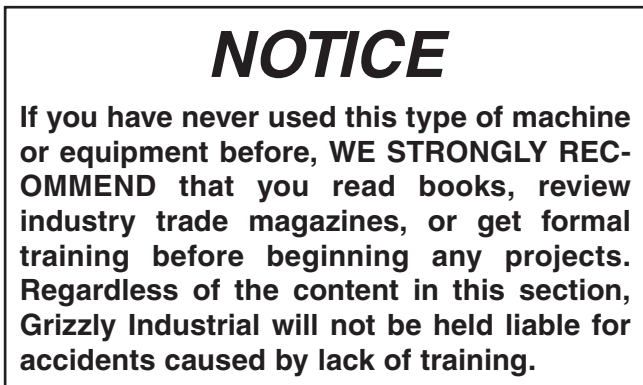 NOTICE
If you have never used this type of machine
or equipment before, WE STRONGLY REC-
OMMEND that you read books, review
industry trade magazines, or get formal
training before beginning any projects.
Regardless of the content in this section,
Grizzly Industrial will not be held liable for
accidents caused by lack of training.